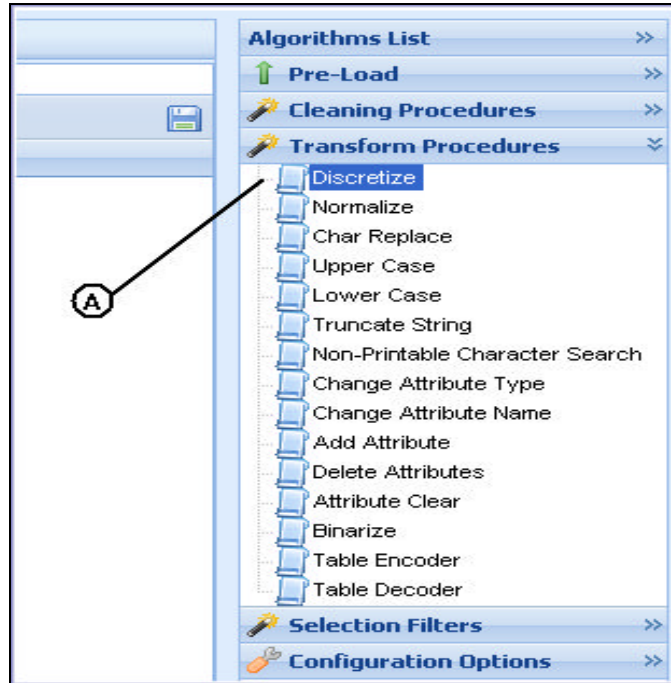 Algorithms List
Pre-Load
Cleaning Procedures
Transform Procedures
Discretize
Normalize
Char Replace
Upper Case
Lower Case
Truncate String
Non-Printable Character Search
Change Attribute Type
Change Attribute Name
Add Attribute
Delete Attributes
Attribute Clear
Binarize
Table Encoder
Table Decoder
Selection Filters
Configuration Options
A